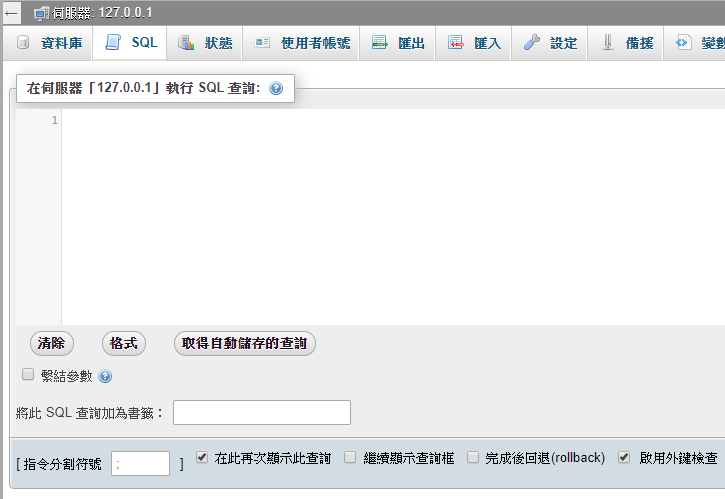 伺服器: 127.0.0.1
資料庫 SQL 狀態 使用者帳號 匯出 匯入 設定 備援 變數
在伺服器「127.0.0.1」執行 SQL 查詢:
1
清除 格式 取得自動儲存的查詢
繫結參數
將此 SQL 查詢加為書籤：
[ 指令分割符號 ; ] 在此再次顯示此查詢 繼續顯示查詢框 完成後回退(rollback) 啟用外鍵檢查